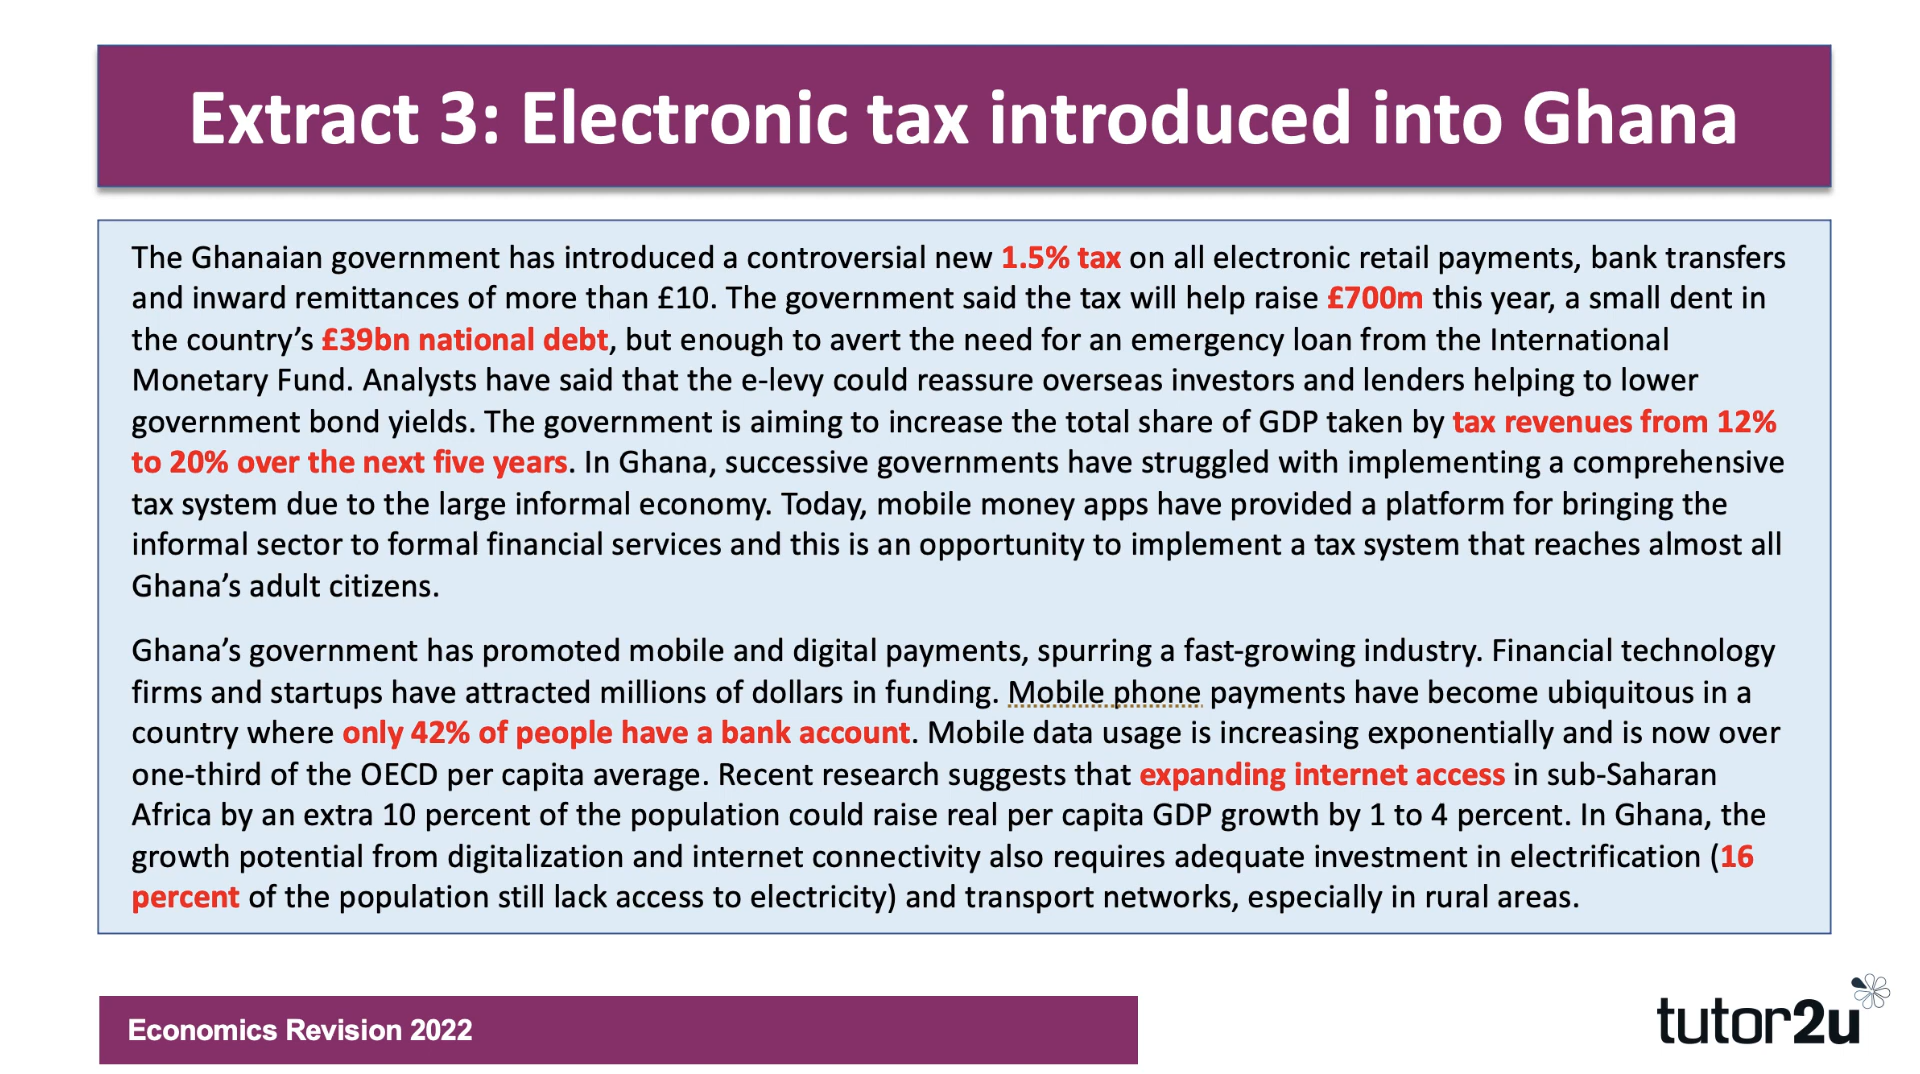 Extract 3: Electronic tax introduced into Ghana
The Ghanaian government has introduced a controversial new 1.5% tax on all electronic retail payments, bank transfers
and inward remittances of more than £10. The government said the tax will help raise £700m this year, a small dent in
the country’s £39bn national debt, but enough to avert the need for an emergency loan from the International
Monetary Fund. Analysts have said that the e-levy could reassure overseas investors and lenders helping to lower
government bond yields. The government is aiming to increase the total share of GDP taken by tax revenues from 12%
to 20% over the next five years. In Ghana, successive governments have struggled with implementing a comprehensive
tax system due to the large informal economy. Today, mobile money apps have provided a platform for bringing the
informal sector to formal financial services and this is an opportunity to implement a tax system that reaches almost all
Ghana’s adult citizens.
Ghana’s government has promoted mobile and digital payments, spurring a fast-growing industry. Financial technology
firms and startups have attracted millions of dollars in funding. Mobile phone payments have become ubiquitous in a
country where only 42% of people have a bank account. Mobile data usage is increasing exponentially and is now over
one-third of the OECD per capita average. Recent research suggests that expanding internet access in sub-Saharan
Africa by an extra 10 percent of the population could raise real per capita GDP growth by 1 to 4 percent. In Ghana, the
growth potential from digitalization and internet connectivity also requires adequate investment in electrification (16
percent of the population still lack access to electricity) and transport networks, especially in rural areas.
Economics Revision 2022
tutor2u